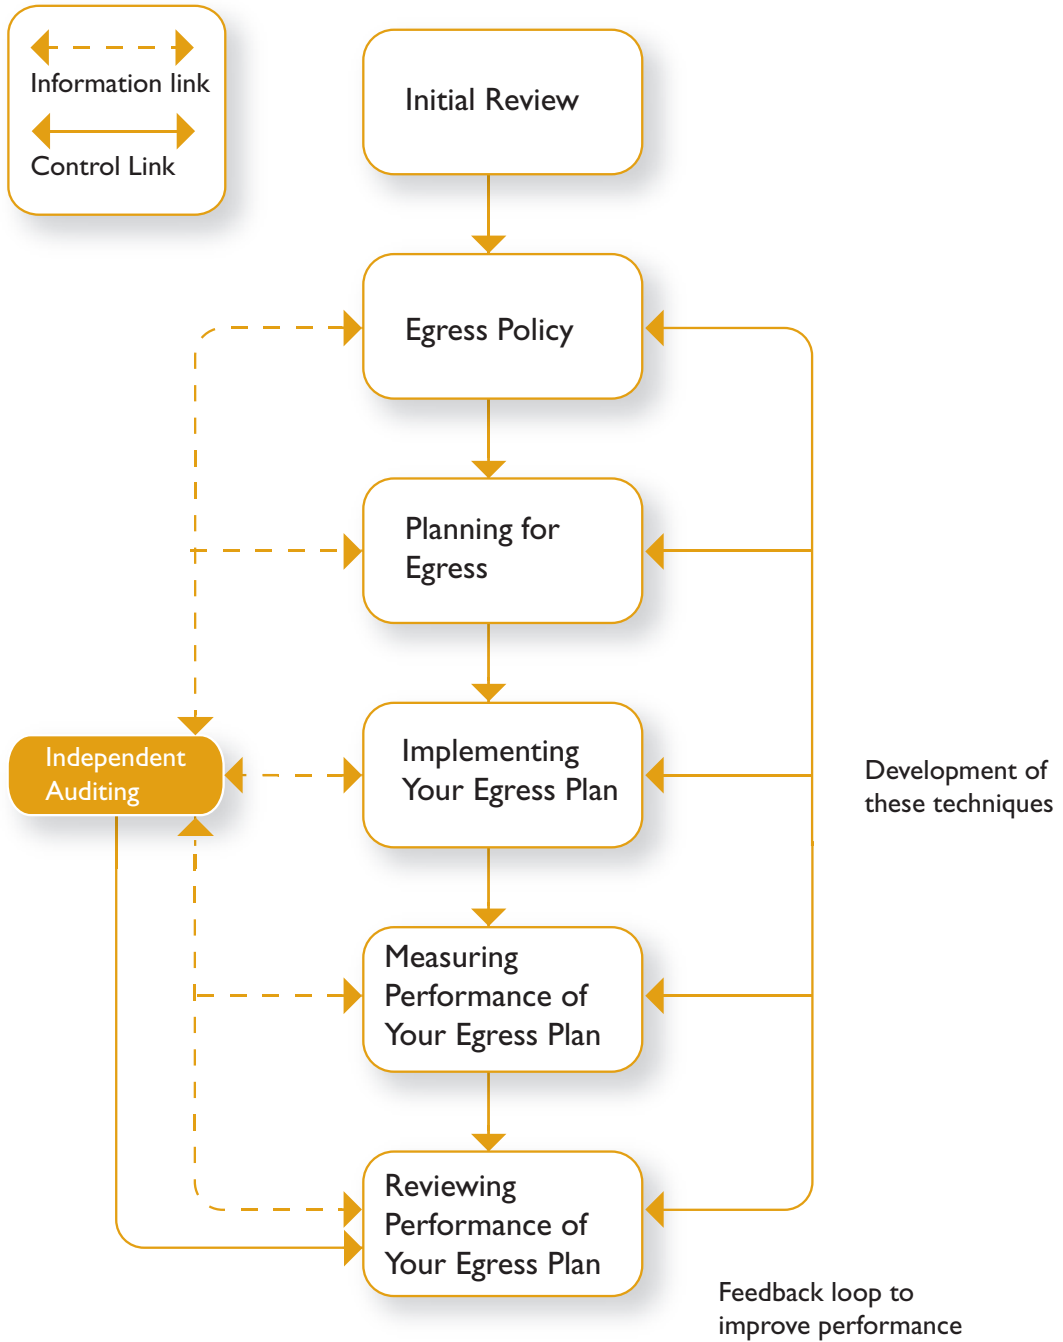 Information link
Control Link
Initial Review
Egress Policy
Planning for
Egress
Independent
Auditing
Implementing
Your Egress Plan
Development of
these techniques
Measuring
Performance of
Your Egress Plan
Reviewing
Performance of
Your Egress Plan
Feedback loop to
improve performance